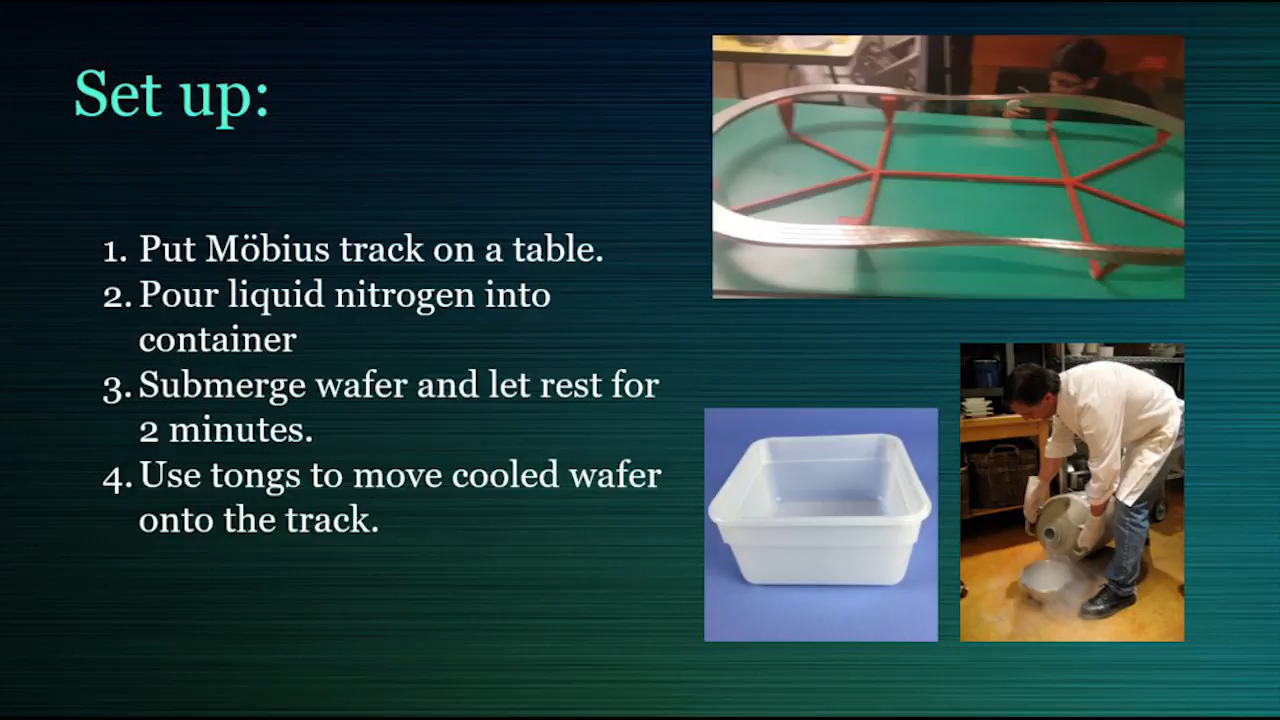 Set up:
1. Put Möbius track on a table.
2. Pour liquid nitrogen into
container
3. Submerge wafer and let rest for
2 minutes.
4. Use tongs to move cooled wafer
onto the track.